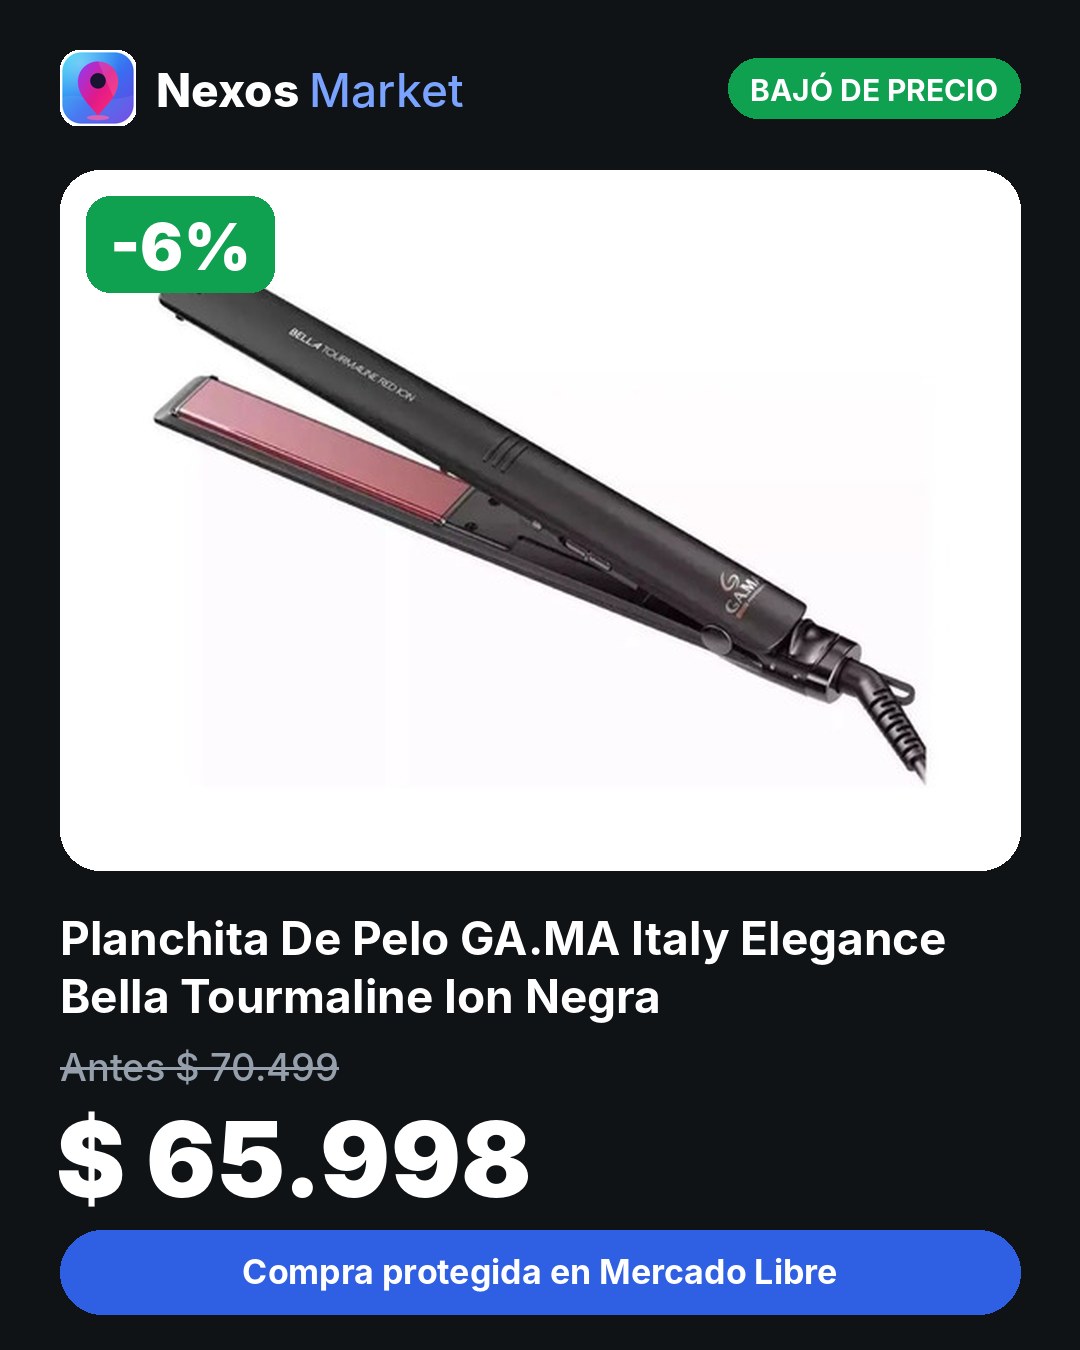 Nexos Market
BAJÓ DE PRECIO
-6%
BELLA TOURMALINE RED ION
GA.MA
Planchita De Pelo GA.MA Italy Elegance
Bella Tourmaline Ion Negra
Antes $ 70.499
$ 65.998
Compra protegida en Mercado Libre